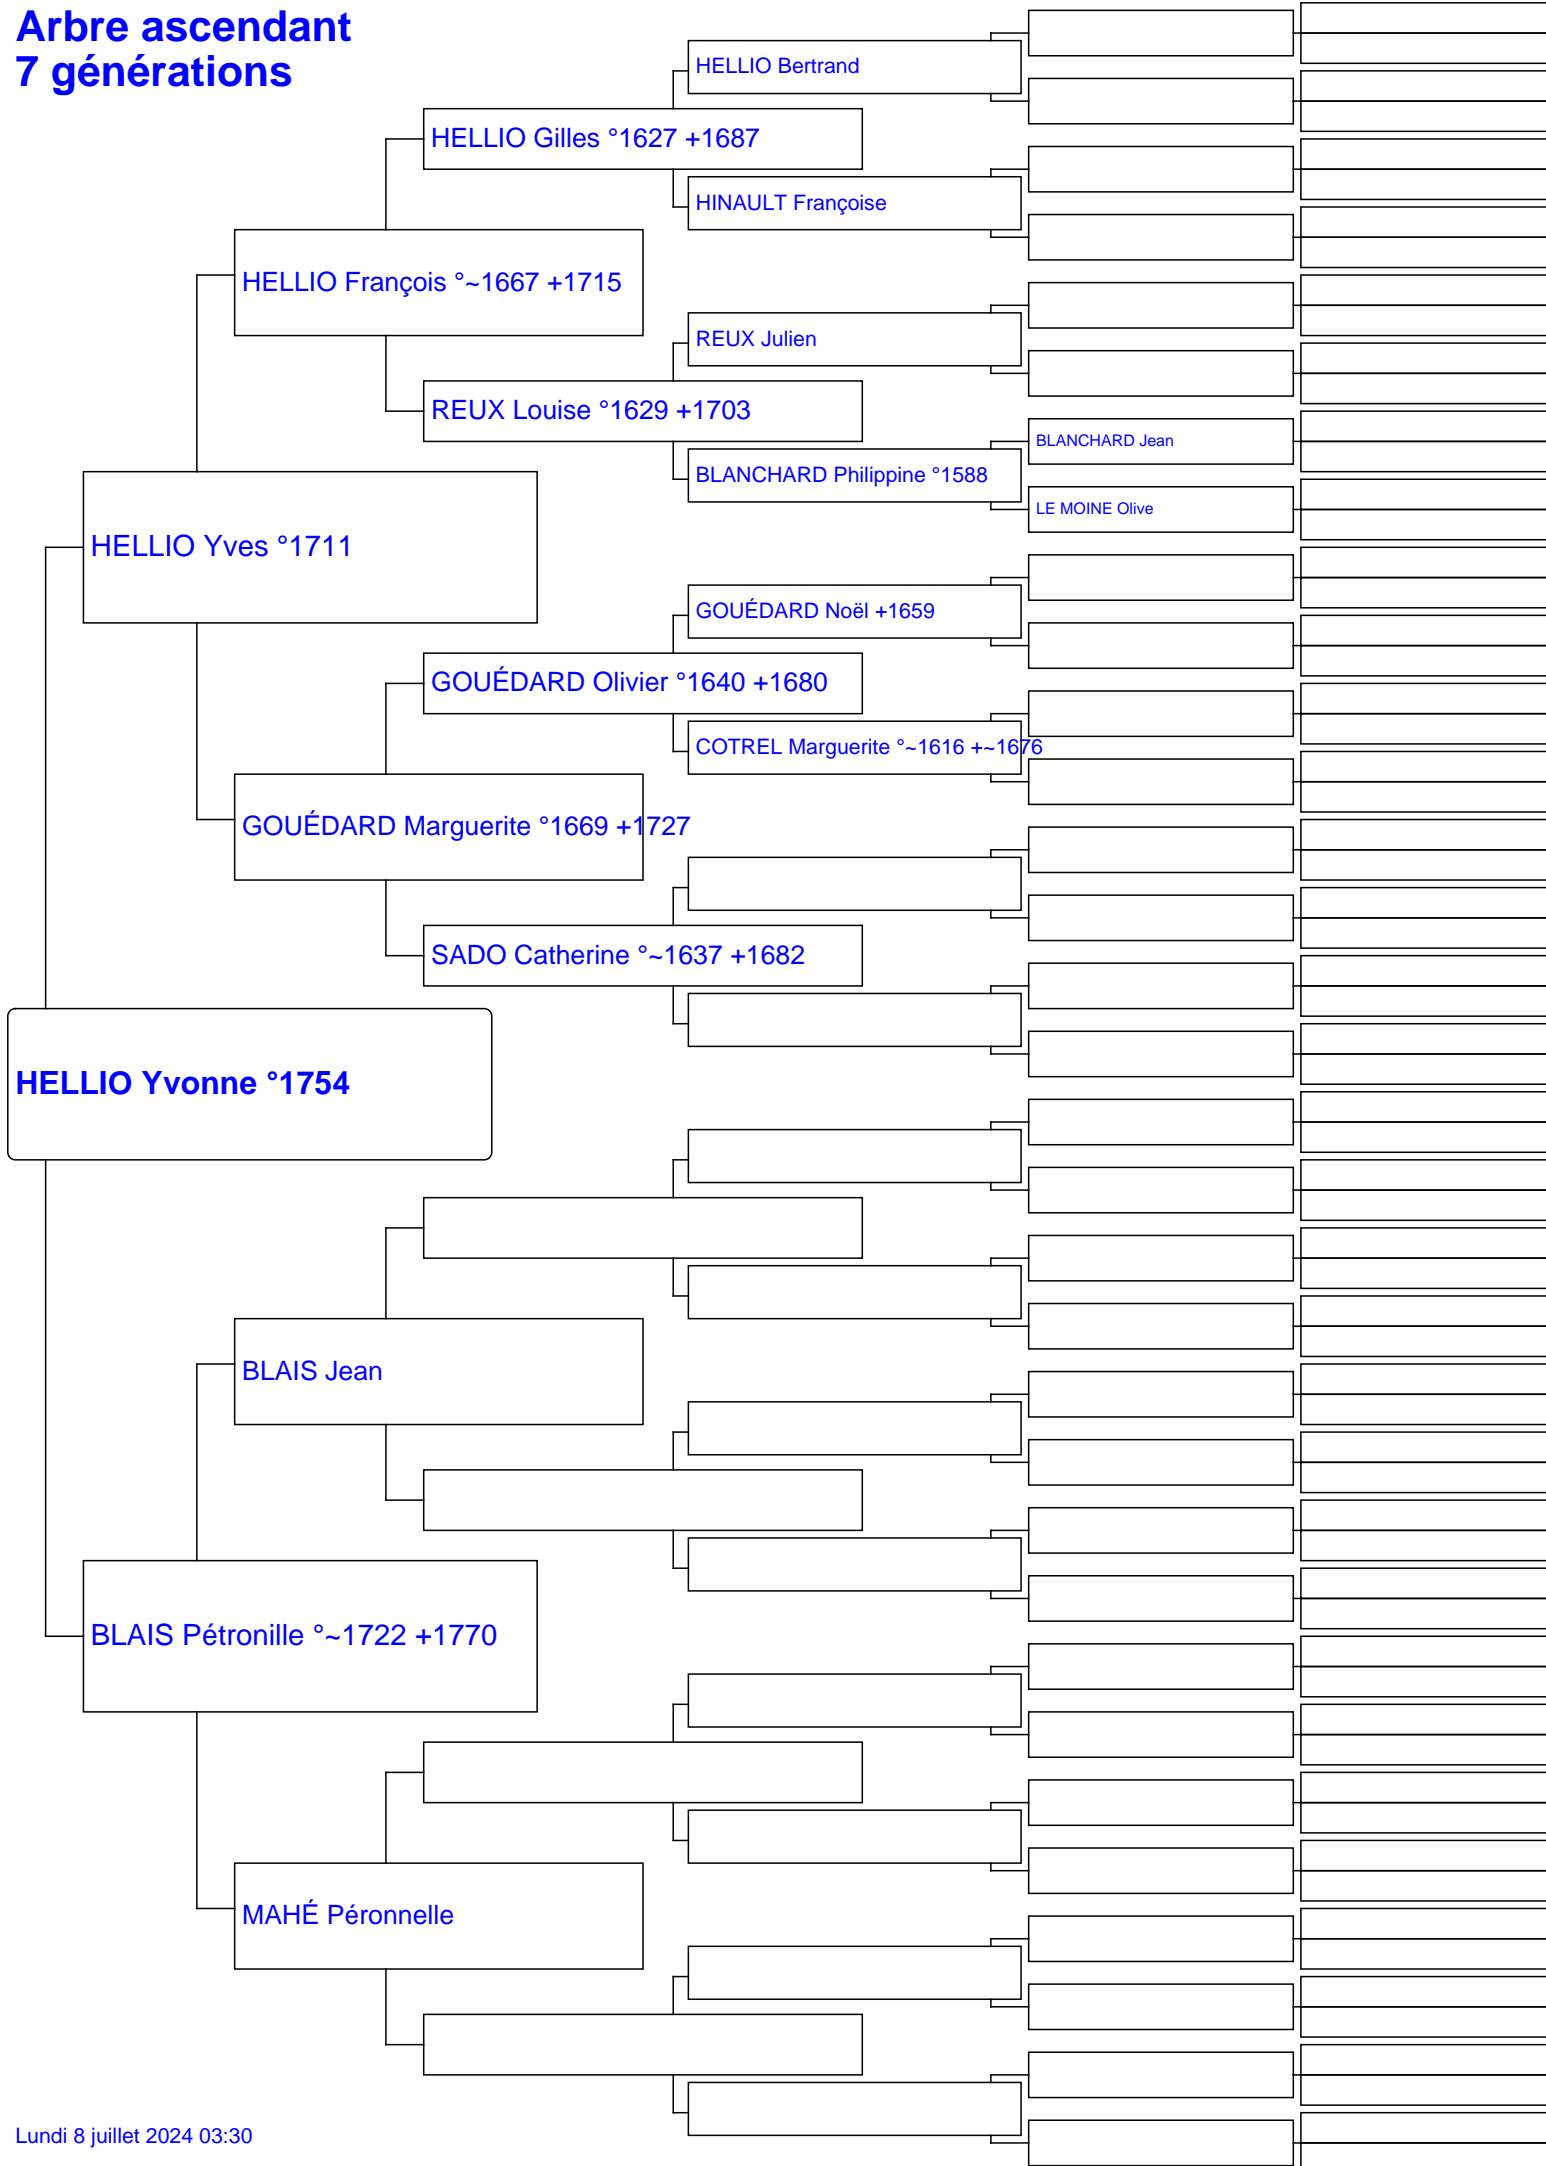 Arbre ascendant
7 générations
HELLIO Bertrand
HELLIO Gilles °1627 +1687
HINAULT Françoise
HELLIO François °~1667 +1715
REUX Julien
REUX Louise °1629 +1703
BLANCHARD Jean
BLANCHARD Philippine °1588
LE MOINE Olive
HELLIO Yves °1711
GOUÉDARD Noël +1659
GOUÉDARD Olivier °1640 +1680
COTREL Marguerite °~1616 +~1676
GOUÉDARD Marguerite °1669 +1727
SADO Catherine °~1637 +1682
HELLIO Yvonne °1754
BLAIS Jean
BLAIS Pétronille °~1722 +1770
MAHÉ Péronnelle
Lundi 8 juillet 2024 03:30